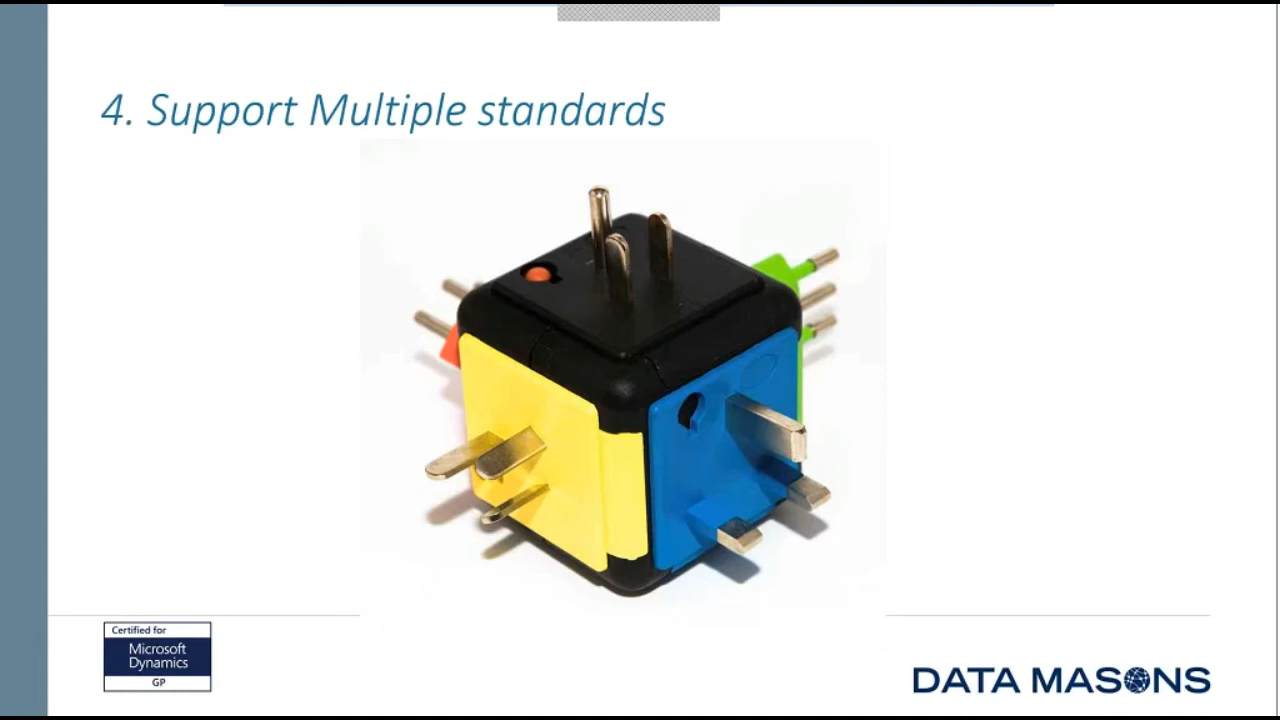 4. Support Multiple standards
Certified for
Microsoft
Dynamics
GP
DATA MASONS